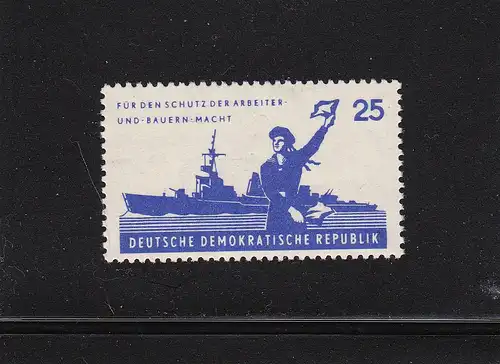 FÜR DEN SCHUTZ DER ARBEITER-
UND-BAUERN-MACHT
25
DEUTSCHE DEMOKRATISCHE REPUBLIK